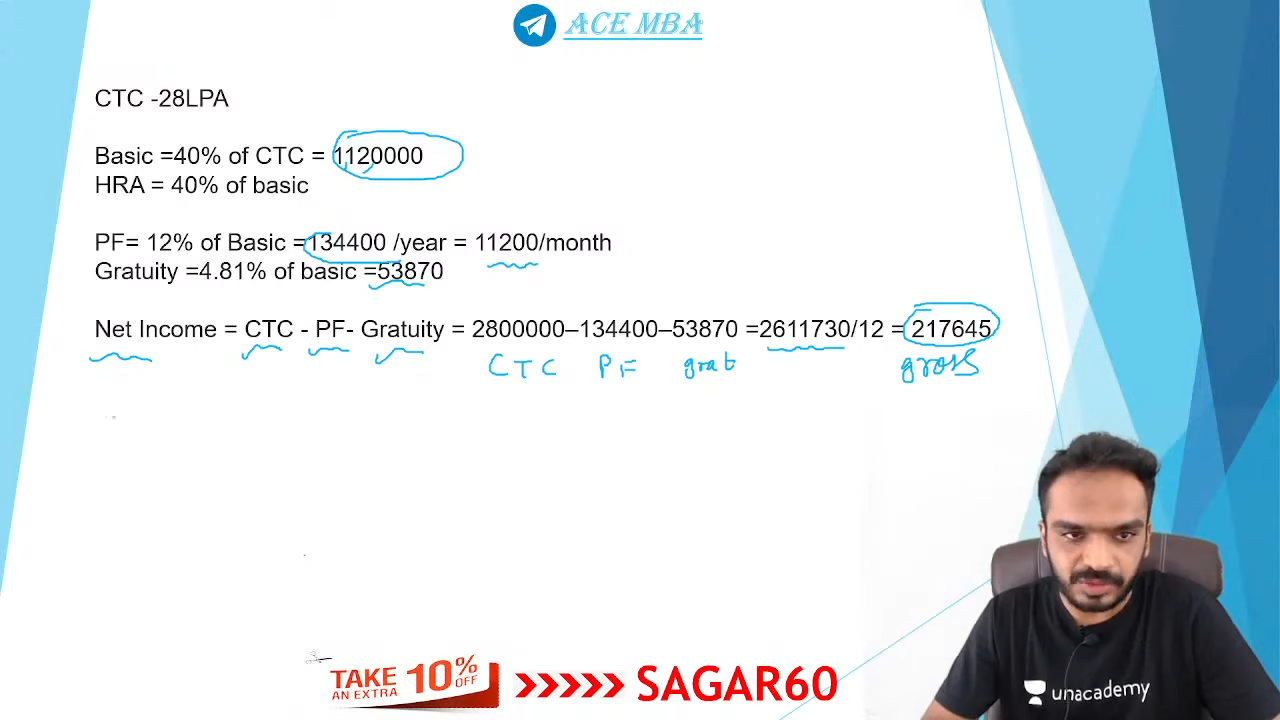 ACE MBA
CTC -28LPA
Basic =40% of CTC = 1120000
HRA = 40% of basic
PF= 12% of Basic =134400 /year = 11200/month
Gratuity =4.81% of basic =53870
Net Income = CTC - PF- Gratuity = 2800000–134400–53870 =2611730/12 = 217645
CTC PF grat gross
TAKE 10% OFF
AN EXTRA
>>>>>> SAGAR60
unacademy